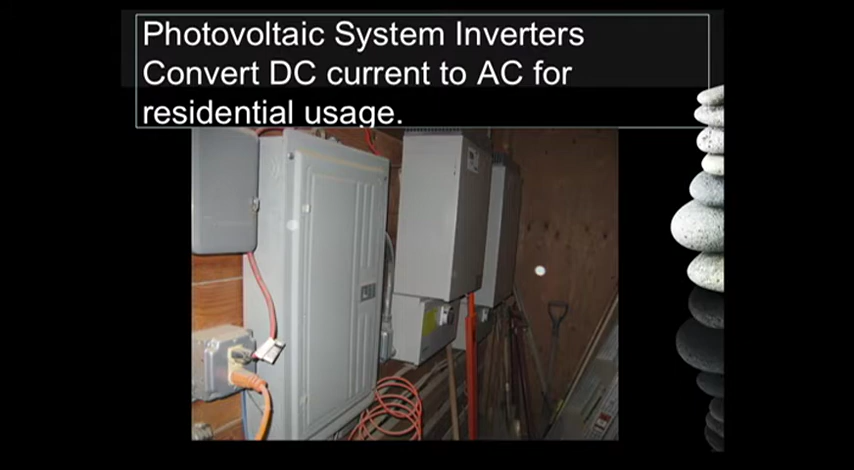 Photovoltaic System Inverters
Convert DC current to AC for
residential usage.